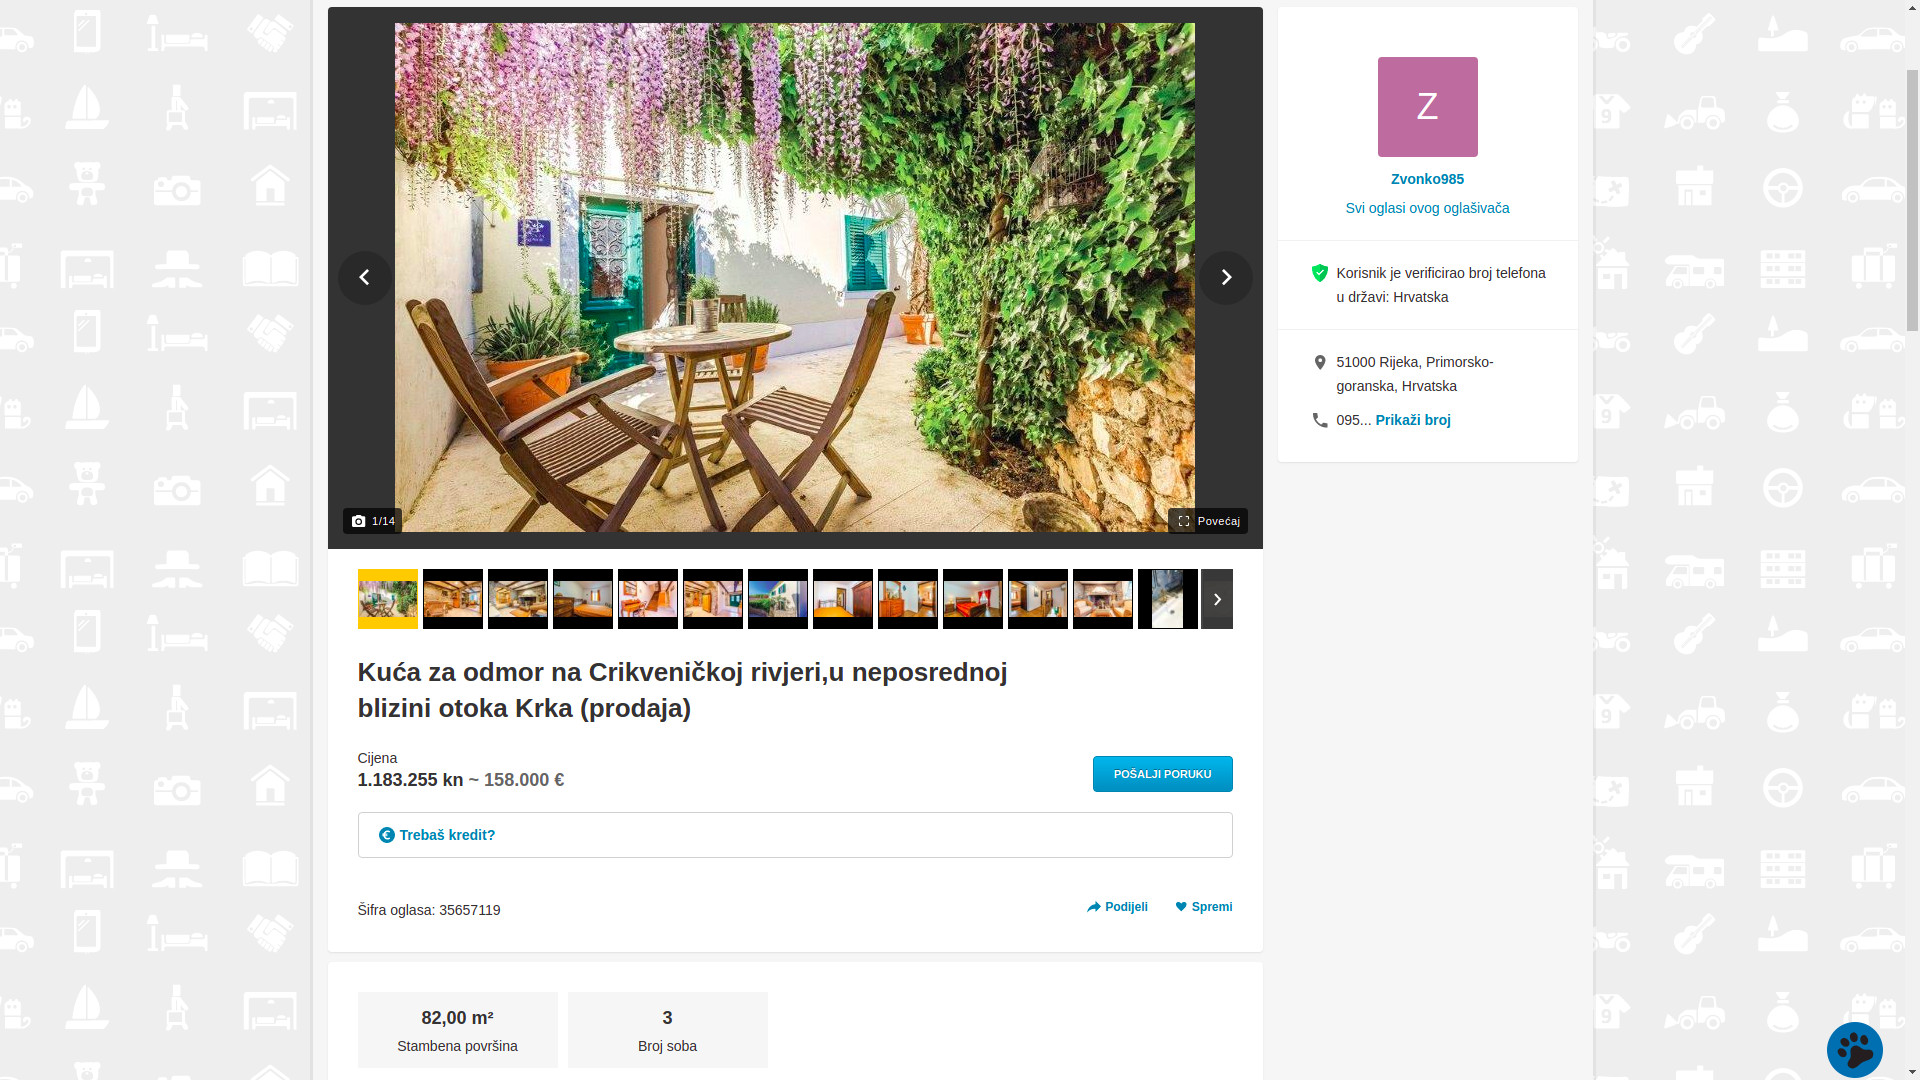 Z
Zvonko985
Svi oglasi ovog oglašivača
Korisnik je verificirao broj telefona
u državi: Hrvatska
51000 Rijeka, Primorsko-
goranska, Hrvatska
095... Prikaži broj
1/14
Povećaj
Kuća za odmor na Crikveničkoj rivjeri,u neposrednoj
blizini otoka Krka (prodaja)
Cijena
1.183.255 kn ~ 158.000 €
POŠALJI PORUKU
Trebaš kredit?
Šifra oglasa: 35657119
Podijeli
Spremi
82,00 m²
Stambena površina
3
Broj soba